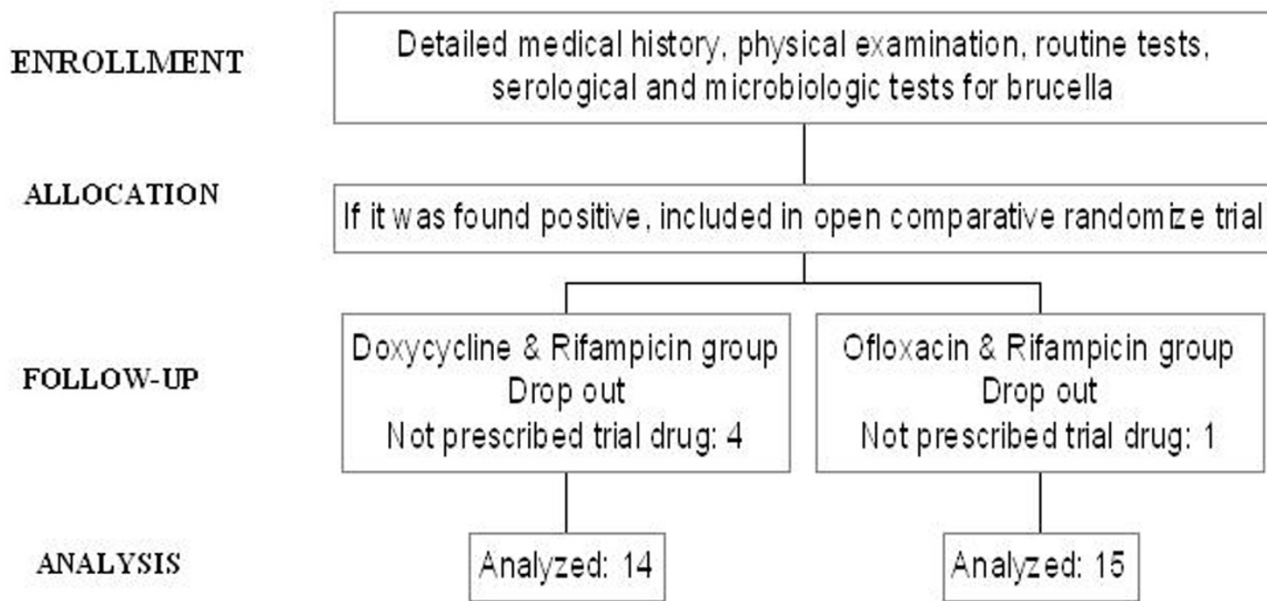 ENROLLMENT
Detailed medical history, physical examination, routine tests,
serological and microbiologic tests for brucella
ALLOCATION
If it was found positive, included in open comparative randomize trial
FOLLOW-UP
Doxycycline & Rifampicin group
Drop out
Not prescribed trial drug: 4
Ofloxacin & Rifampicin group
Drop out
Not prescribed trial drug: 1
ANALYSIS
Analyzed: 14
Analyzed: 15